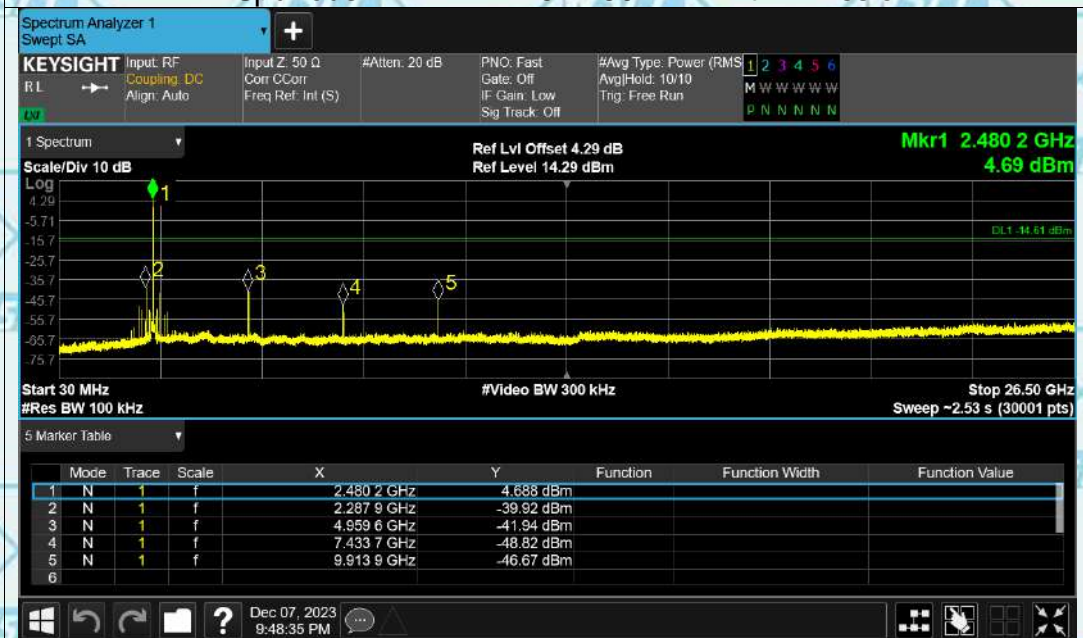 Spectrum Analyzer 1
Swept SA
+
KEYSIGHT
RL
LXI
Input: RF
Coupling: DC
Align: Auto
Input Z: 50 Ω
Corr CCorr
Freq Ref: Int (S)
#Atten: 20 dB
PNO: Fast
Gate: Off
IF Gain: Low
Sig Track: Off
#Avg Type: Power (RMS
Avg|Hold: 10/10
Trig: Free Run
1 2 3 4 5 6
M W W W W W
P N N N N N
1 Spectrum
Scale/Div 10 dB
Ref Lvl Offset 4.29 dB
Ref Level 14.29 dBm
Mkr1 2.480 2 GHz
4.69 dBm
Log
4.29
-5.71
-15.7
-25.7
-35.7
-45.7
-55.7
-65.7
-75.7
1
2
3
4
5
DL1 -14.61 dBm
Start 30 MHz
#Res BW 100 kHz
#Video BW 300 kHz
Stop 26.50 GHz
Sweep ~2.53 s (30001 pts)
5 Marker Table
Mode Trace Scale X Y Function Function Width Function Value
1 N 1 f 2.480 2 GHz 4.688 dBm
2 N 1 f 2.287 9 GHz -39.92 dBm
3 N 1 f 4.959 6 GHz -41.94 dBm
4 N 1 f 7.433 7 GHz -48.82 dBm
5 N 1 f 9.913 9 GHz -46.67 dBm
6
?
Dec 07, 2023
9:48:35 PM